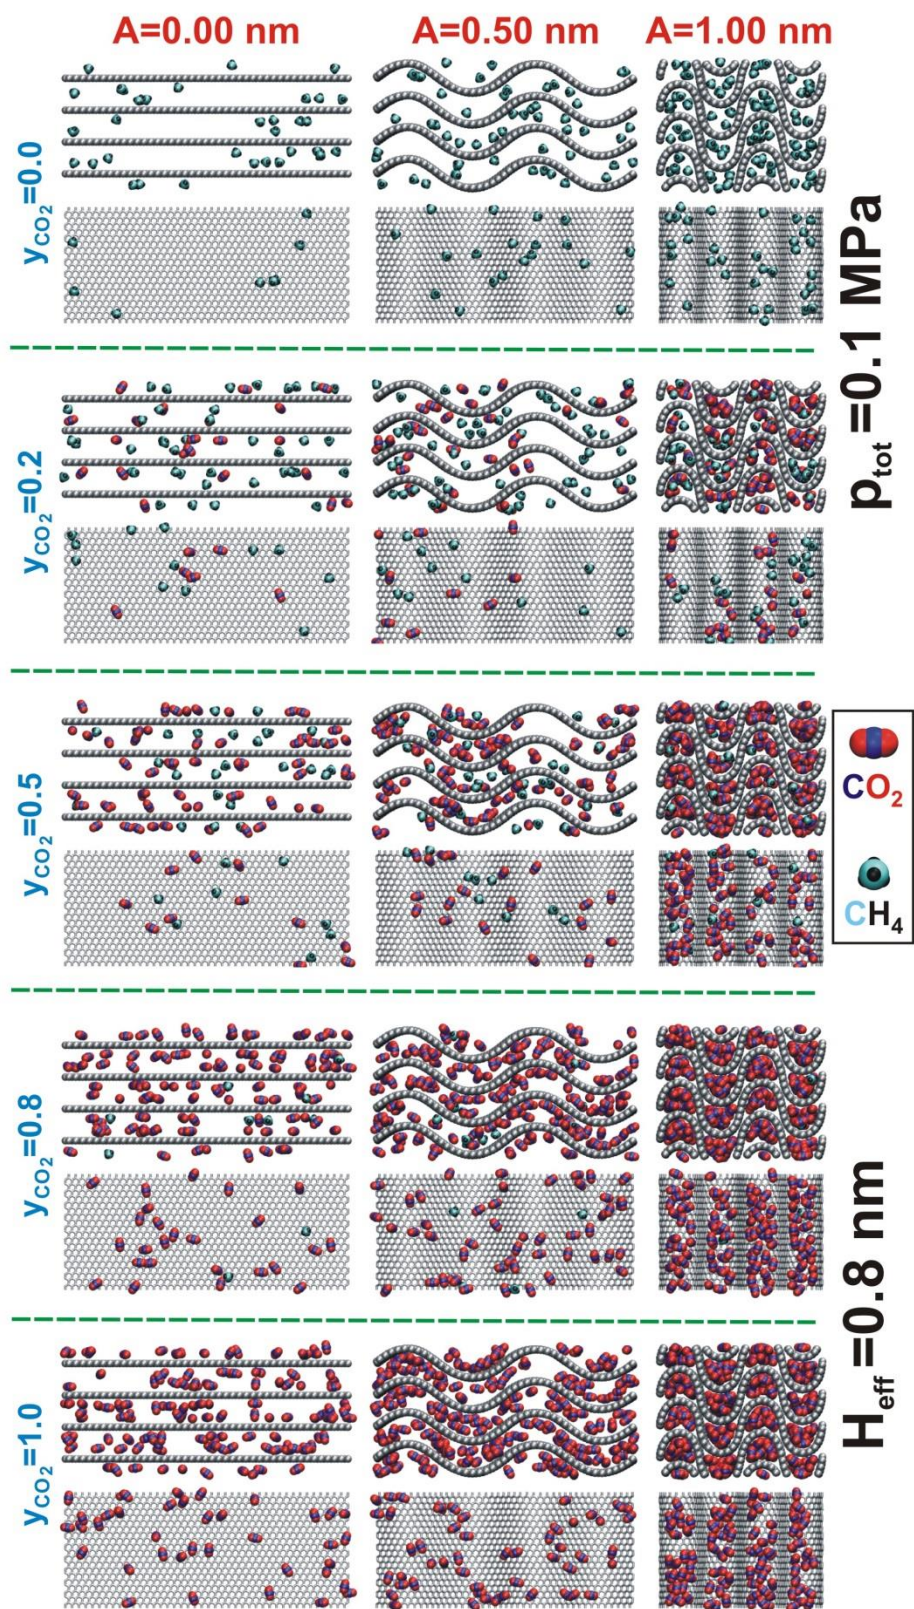 A=0.00 nm
A=0.50 nm
A=1.00 nm
yCO₂=0.0
yCO₂=0.2
yCO₂=0.5
yCO₂=0.8
yCO₂=1.0
ptot=0.1 MPa
CO₂
CH₄
Heff=0.8 nm